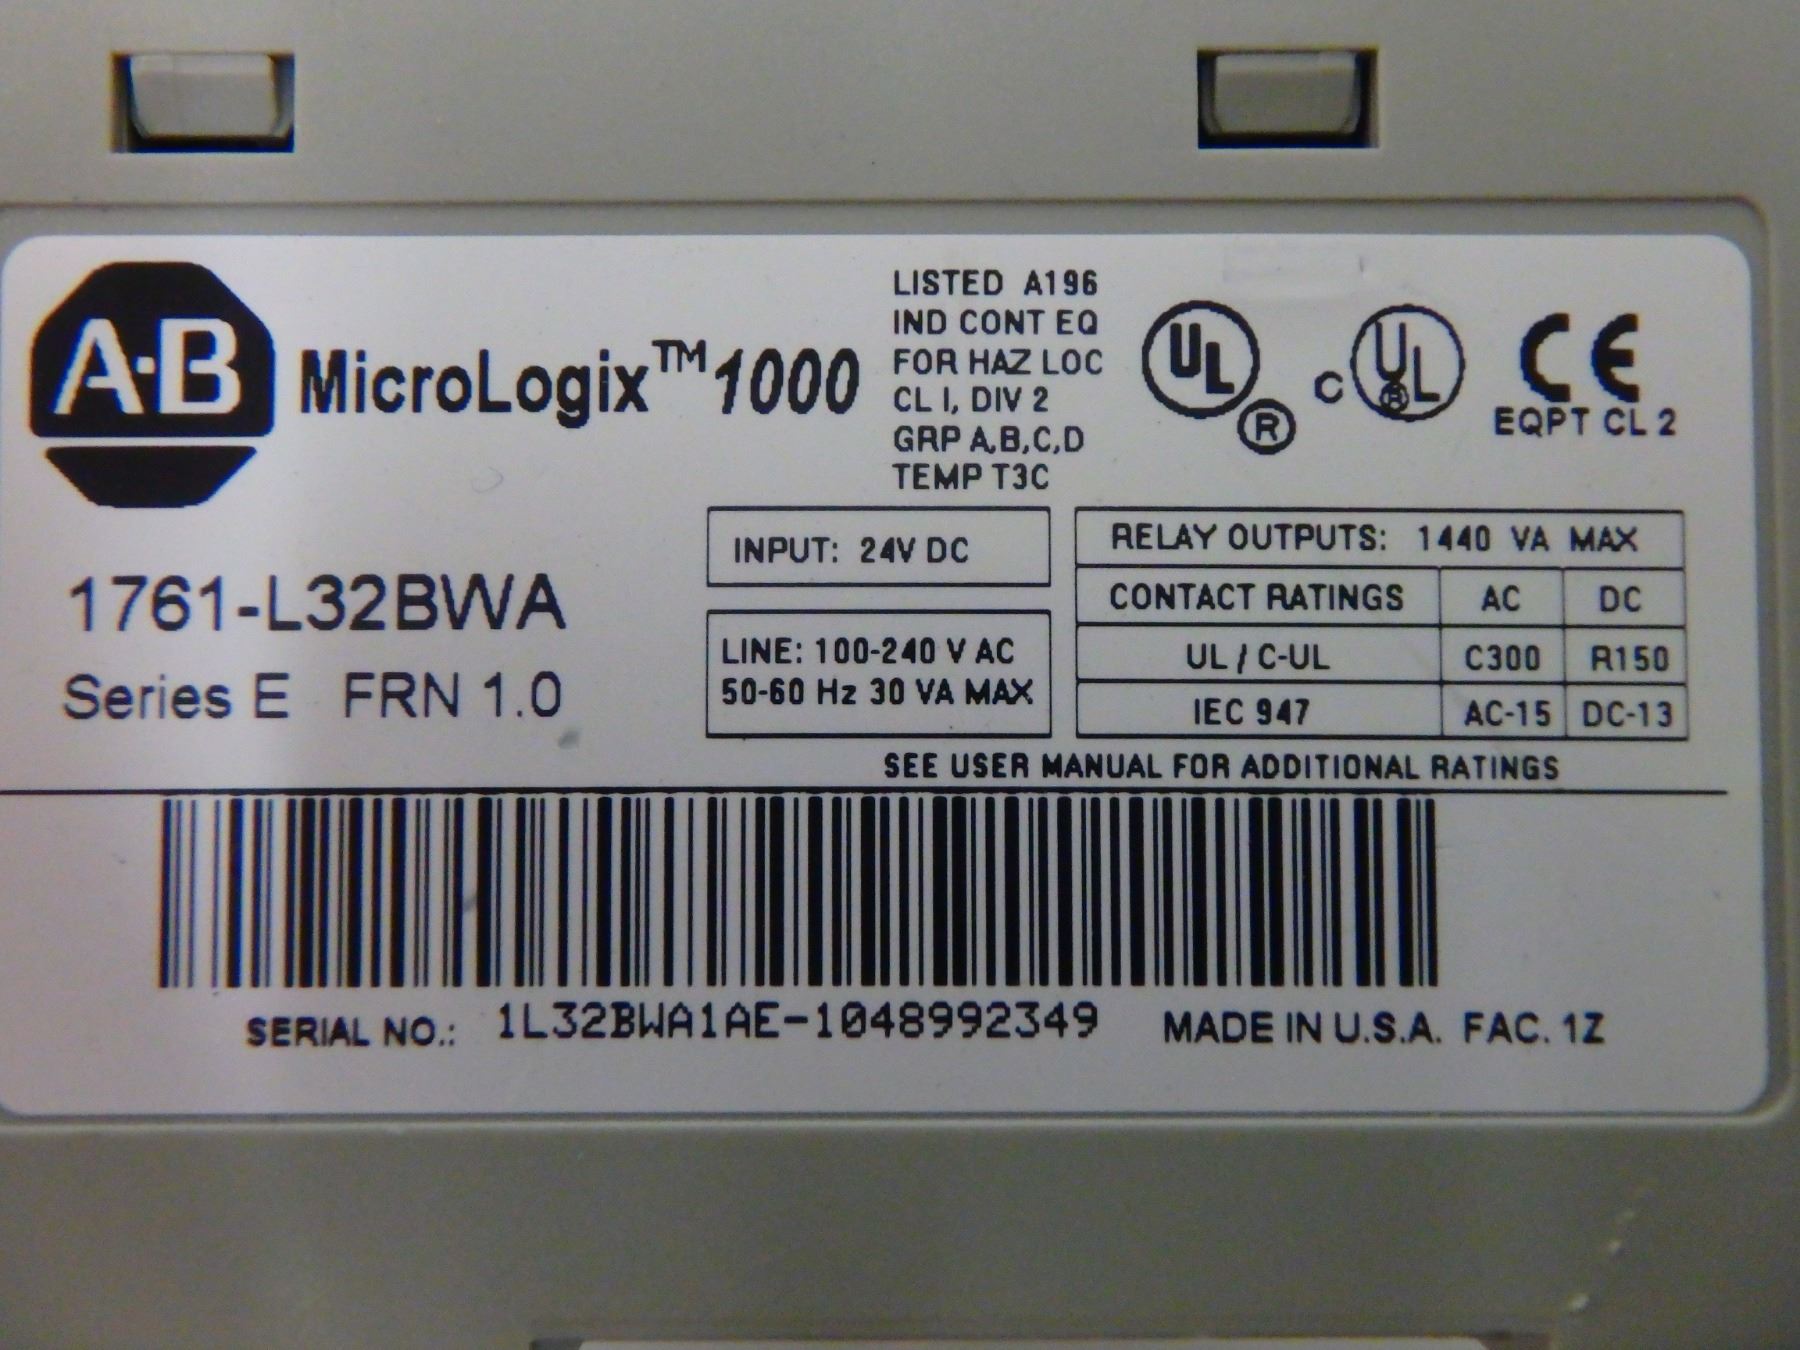 A·B
MicroLogix™ 1000
LISTED A196
IND CONT EQ
FOR HAZ LOC
CL I, DIV 2
GRP A,B,C,D
TEMP T3C
UL ®
C UL ®
CE
EQPT CL 2
1761-L32BWA
Series E FRN 1.0
INPUT: 24V DC
LINE: 100-240 V AC
50-60 Hz 30 VA MAX
RELAY OUTPUTS: 1440 VA MAX
CONTACT RATINGS AC DC
UL / C-UL C300 R150
IEC 947 AC-15 DC-13
SEE USER MANUAL FOR ADDITIONAL RATINGS
SERIAL NO.: 1L32BWA1AE-1048992349 MADE IN U.S.A. FAC. 1Z